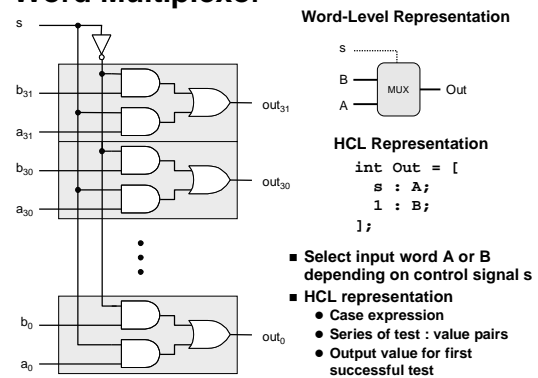 Word Multiplexer
s
b31
a31
out31
b30
a30
out30
b0
a0
out0
Word-Level Representation
s
B
A
MUX
Out
HCL Representation
int Out = [
s : A;
1 : B;
];
■ Select input word A or B
depending on control signal s
■ HCL representation
● Case expression
● Series of test : value pairs
● Output value for first
successful test